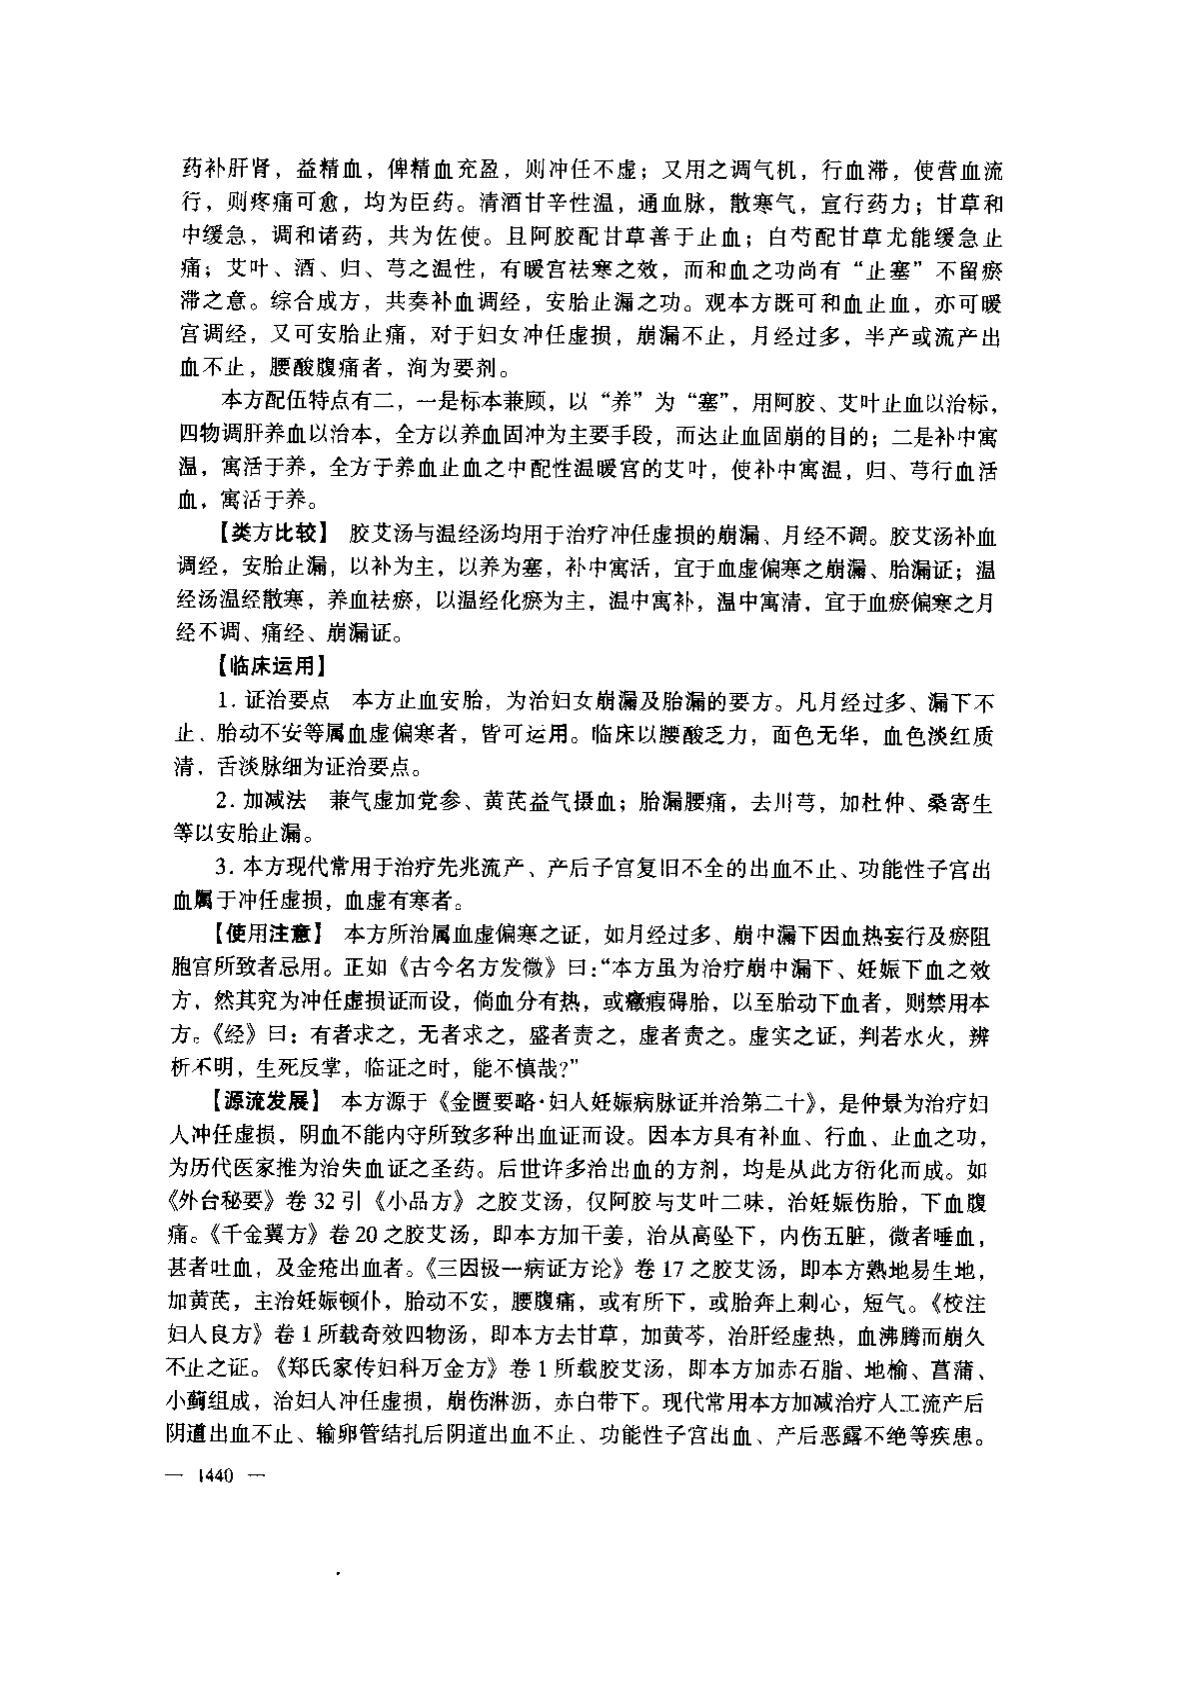 药补肝肾，益精血，俾精血充盈，则冲任不虚；又用之调气机，行血滞，使营血流
行，则疼痛可愈，均为臣药。清酒甘辛性温，通血脉，散寒气，宣行药力；甘草和
中缓急，调和诸药，共为佐使。且阿胶配甘草善于止血；白芍配甘草尤能缓急止
痛；艾叶、酒、归、芎之温性，有暖宫祛寒之效，而和血之功尚有“止塞”不留瘀
滞之意。综合成方，共奏补血调经，安胎止漏之功。观本方既可和血止血，亦可暖
宫调经，又可安胎止痛，对于妇女冲任虚损，崩漏不止，月经过多，半产或流产出
血不止，腰酸腹痛者，洵为要剂。
本方配伍特点有二，一是标本兼顾，以“养”为“塞”，用阿胶、艾叶止血以治标，
四物调肝养血以治本，全方以养血固冲为主要手段，而达止血固崩的目的；二是补中寓
温，寓活于养，全方于养血止血之中配性温暖宫的艾叶，使补中寓温，归、芎行血活
血，寓活于养。
【类方比较】 胶艾汤与温经汤均用于治疗冲任虚损的崩漏、月经不调。胶艾汤补血
调经，安胎止漏，以补为主，以养为塞，补中寓活，宜于血虚偏寒之崩漏、胎漏证；温
经汤温经散寒，养血祛瘀，以温经化瘀为主，温中寓补，温中寓清，宜于血瘀偏寒之月
经不调、痛经、崩漏证。
【临床运用】
1. 证治要点 本方止血安胎，为治妇女崩漏及胎漏的要方。凡月经过多、漏下不
止、胎动不安等属血虚偏寒者，皆可运用。临床以腰酸乏力，面色无华，血色淡红质
清，舌淡脉细为证治要点。
2. 加减法 兼气虚加党参、黄芪益气摄血；胎漏腰痛，去川芎，加杜仲、桑寄生
等以安胎止漏。
3. 本方现代常用于治疗先兆流产、产后子宫复旧不全的出血不止、功能性子宫出
血属于冲任虚损，血虚有寒者。
【使用注意】 本方所治属血虚偏寒之证，如月经过多、崩中漏下因血热妄行及瘀阻
胞宫所致者忌用。正如《古今名方发微》曰：“本方虽为治疗崩中漏下、妊娠下血之效
方，然其究为冲任虚损证而设，倘血分有热，或癥瘕碍胎，以至胎动下血者，则禁用本
方。《经》曰：有者求之，无者求之，盛者责之，虚者责之。虚实之证，判若水火，辨
析不明，生死反掌，临证之时，能不慎哉?”
【源流发展】 本方源于《金匮要略·妇人妊娠病脉证并治第二十》，是仲景为治疗妇
人冲任虚损，阴血不能内守所致多种出血证而设。因本方具有补血、行血、止血之功，
为历代医家推为治失血证之圣药。后世许多治出血的方剂，均是从此方衍化而成。如
《外台秘要》卷 32 引《小品方》之胶艾汤，仅阿胶与艾叶二味，治妊娠伤胎，下血腹
痛。《千金翼方》卷 20 之胶艾汤，即本方加干姜，治从高坠下，内伤五脏，微者唾血，
甚者吐血，及金疮出血者。《三因极一病证方论》卷 17 之胶艾汤，即本方熟地易生地，
加黄芪，主治妊娠顿仆，胎动不安，腰腹痛，或有所下，或胎奔上刺心，短气。《校注
妇人良方》卷 1 所载奇效四物汤，即本方去甘草，加黄芩，治肝经虚热，血沸腾而崩久
不止之证。《郑氏家传妇科万金方》卷 1 所载胶艾汤，即本方加赤石脂、地榆、菖蒲、
小蓟组成，治妇人冲任虚损，崩伤淋沥，赤白带下。现代常用本方加减治疗人工流产后
阴道出血不止、输卵管结扎后阴道出血不止、功能性子宫出血、产后恶露不绝等疾患。
— 1440 —